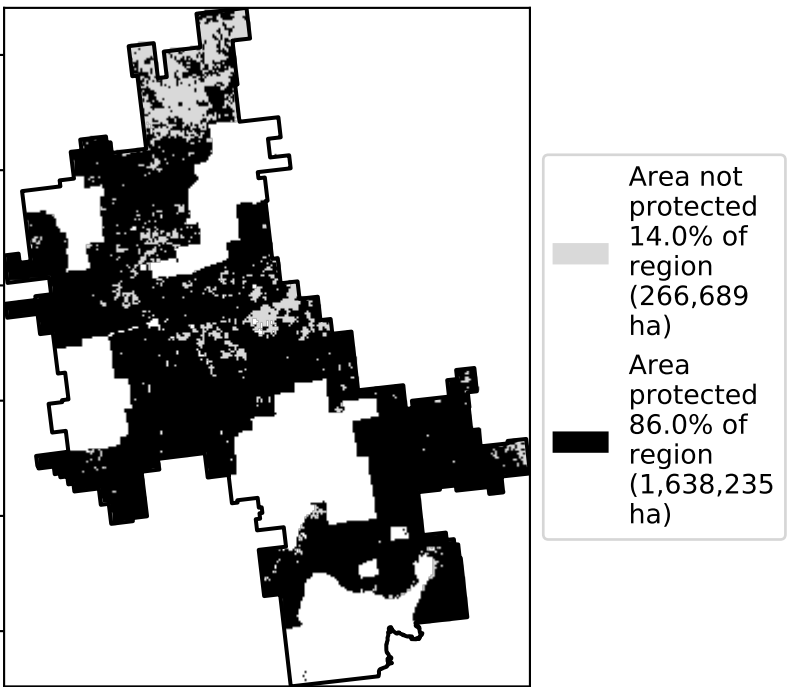 Area not
protected
14.0% of
region
(266,689
ha)
Area
protected
86.0% of
region
(1,638,235
ha)